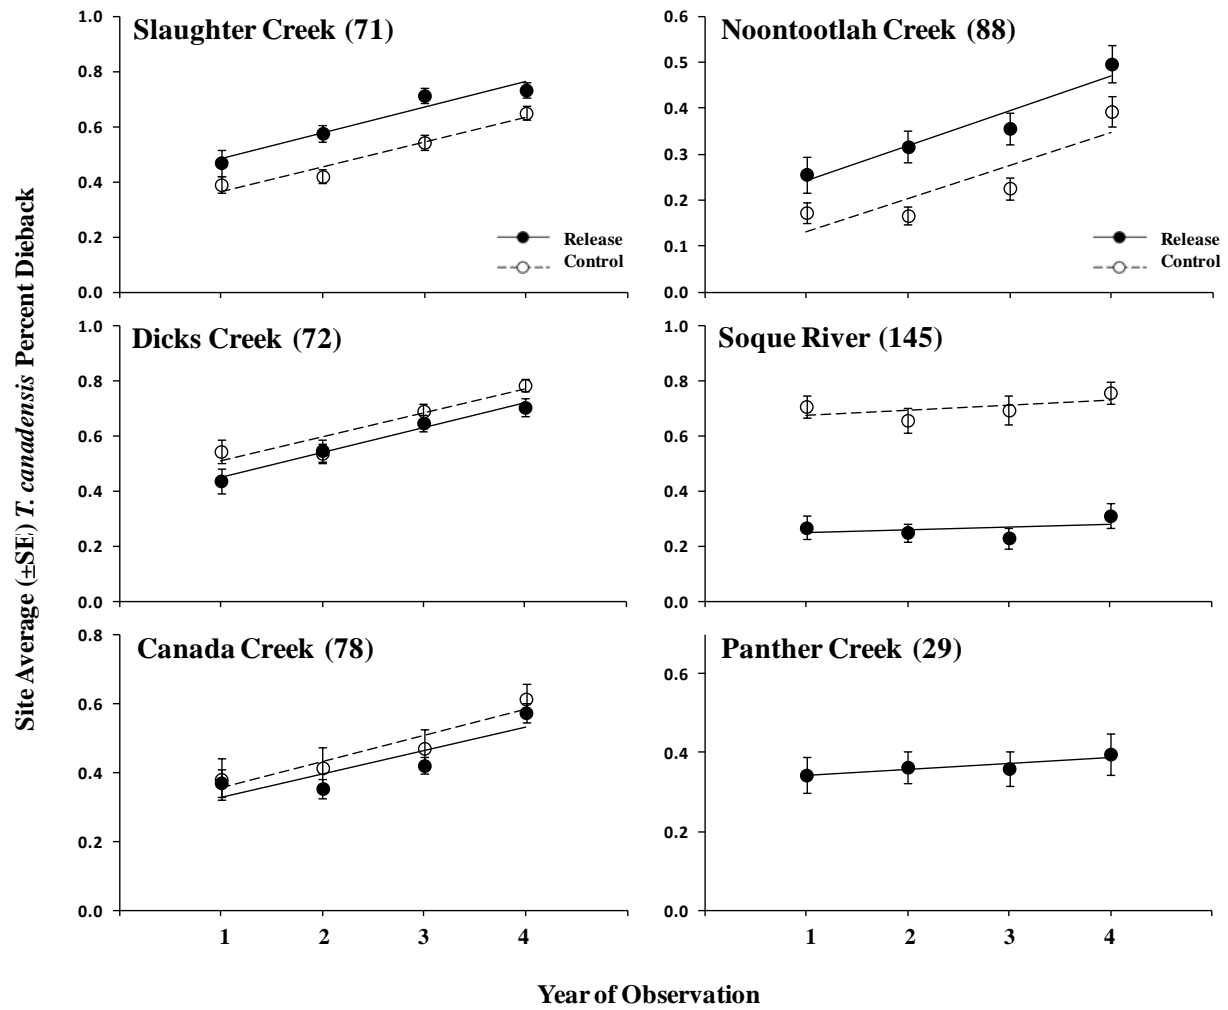 Site Average (±SE) T. canadensis Percent Dieback
Slaughter Creek (71)
1.0
0.8
0.6
0.4
0.2
0.0
Release
Control
Noontootlah Creek (88)
0.6
0.5
0.4
0.3
0.2
0.1
0.0
Release
Control
Dicks Creek (72)
1.0
0.8
0.6
0.4
0.2
0.0
Soque River (145)
1.0
0.8
0.6
0.4
0.2
0.0
Canada Creek (78)
0.8
0.6
0.4
0.2
0.0
1 2 3 4
Panther Creek (29)
0.6
0.4
0.2
0.0
1 2 3 4
Year of Observation